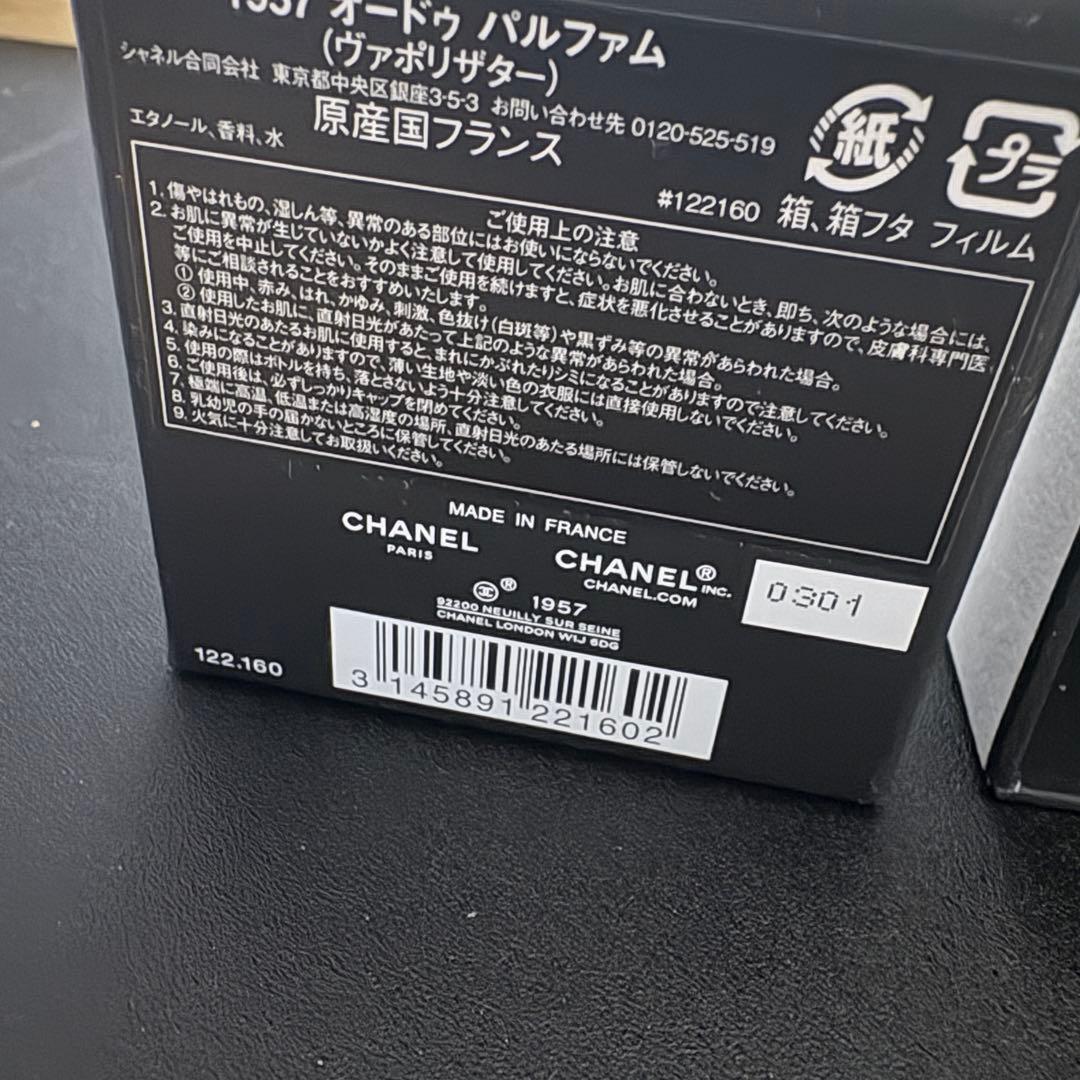 1957 オードゥ パルファム
(ヴァポリザター)
シャネル合同会社 東京都中央区銀座3-5-3 お問い合わせ先 0120-525-519
エタノール、香料、水
原産国フランス
紙
プラ
#122160 箱、箱フタ フィルム
ご使用上の注意
1. 傷やはれもの、湿しん等、異常のある部位にはお使いにならないでください。
2. お肌に異常が生じていないかよく注意して使用してください。お肌に合わないとき、即ち、次のような場合には、
ご使用を中止してください。そのままご使用を続けますと、症状を悪化させることがありますので、皮膚科専門医
等にご相談されることをおすすめいたします。
① 使用中、赤み、はれ、かゆみ、刺激、色抜け(白斑等)や黒ずみ等の異常があらわれた場合。
② 使用したお肌に、直射日光があたって上記のような異常があらわれた場合。
3. 直射日光のあたるお肌に使用すると、まれにかぶれたりシミになることがありますので注意してください。
4. 染みになることがありますので、薄い生地や淡い色の衣服には直接使用しないでください。
5. 使用の際はボトルを持ち、落とさないよう十分注意してください。
6. ご使用後は、必ずしっかりキャップを閉めてください。
7. 極端に高温、低温または高湿度の場所、直射日光のあたる場所には保管しないでください。
8. 乳幼児の手の届かないところに保管してください。
9. 火気に十分注意してお取扱いください。
MADE IN FRANCE
CHANEL
PARIS
CHANEL® INC.
CHANEL.COM
0301
® 1957
92200 NEUILLY SUR SEINE
CHANEL LONDON W1J 6DG
122.160
3 145891 221602